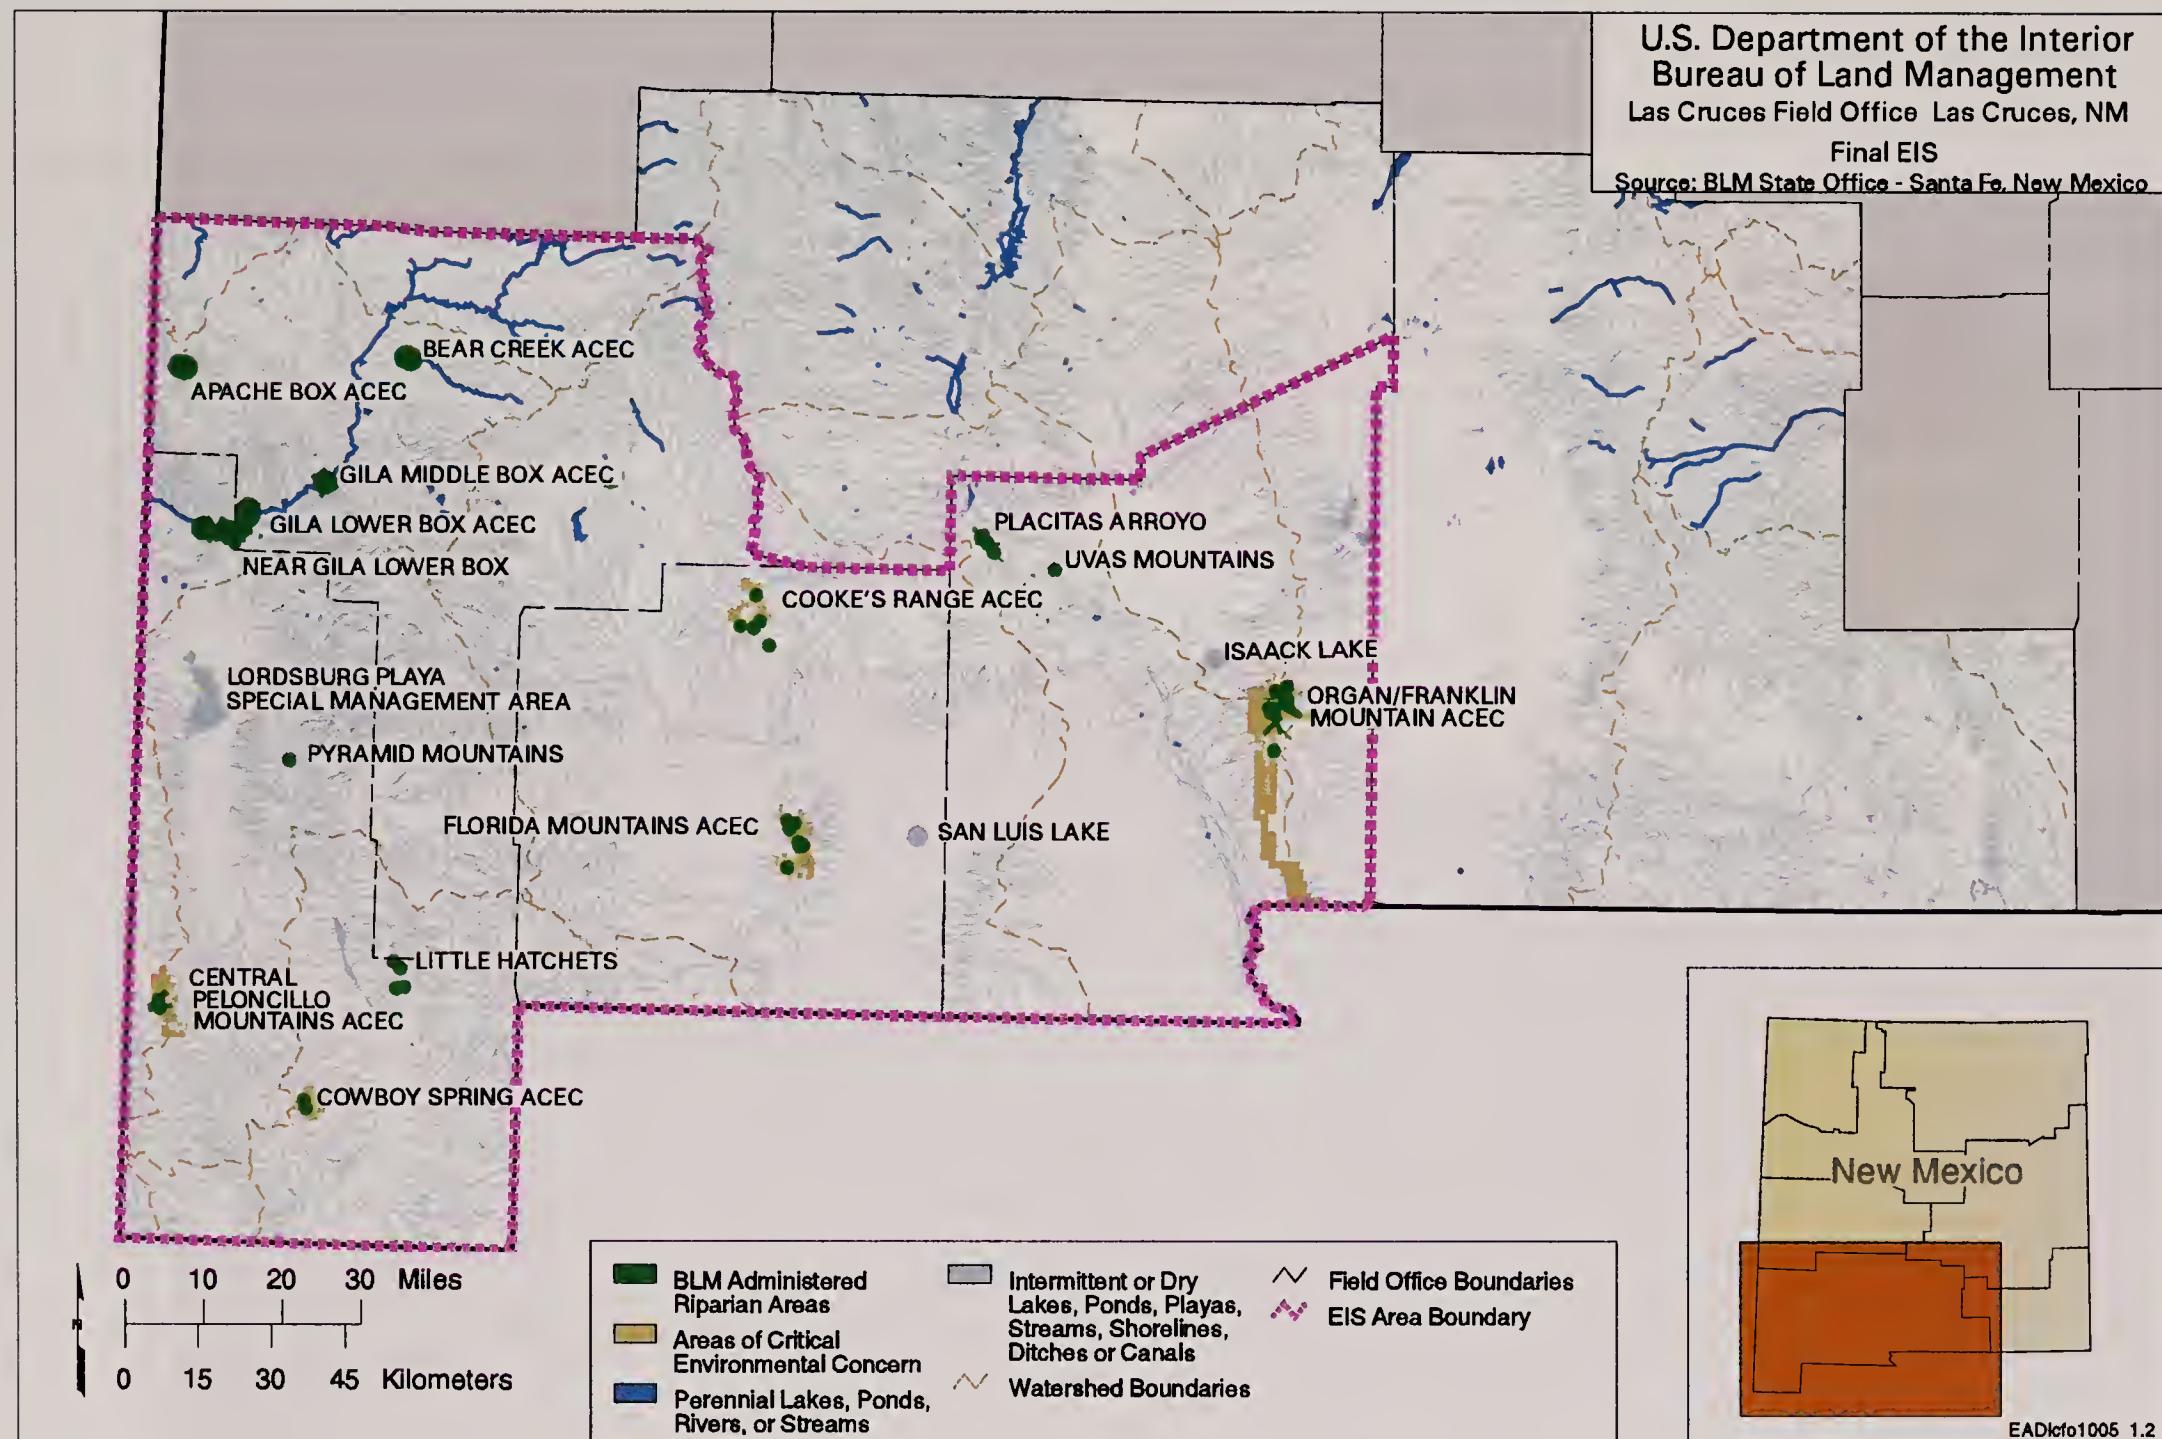 U.S. Department of the Interior
Bureau of Land Management
Las Cruces Field Office Las Cruces, NM
Final EIS
Source: BLM State Office - Santa Fe, New Mexico
BEAR CREEK ACEC
APACHE BOX ACEC
GILA MIDDLE BOX ACEC
GILA LOWER BOX ACEC
NEAR GILA LOWER BOX
PLACITAS ARROYO
UVAS MOUNTAINS
COOKE'S RANGE ACEC
ISAACK LAKE
LORDSBURG PLAYA
SPECIAL MANAGEMENT AREA
ORGAN/FRANKLIN
MOUNTAIN ACEC
PYRAMID MOUNTAINS
FLORIDA MOUNTAINS ACEC
SAN LUIS LAKE
LITTLE HATCHETS
CENTRAL
PELONCILLO
MOUNTAINS ACEC
COWBOY SPRING ACEC
0 10 20 30 Miles
0 15 30 45 Kilometers
N
BLM Administered
Riparian Areas
Areas of Critical
Environmental Concern
Perennial Lakes, Ponds,
Rivers, or Streams
Intermittent or Dry
Lakes, Ponds, Playas,
Streams, Shorelines,
Ditches or Canals
Watershed Boundaries
Field Office Boundaries
EIS Area Boundary
New Mexico
EADlcfo1005 1.2